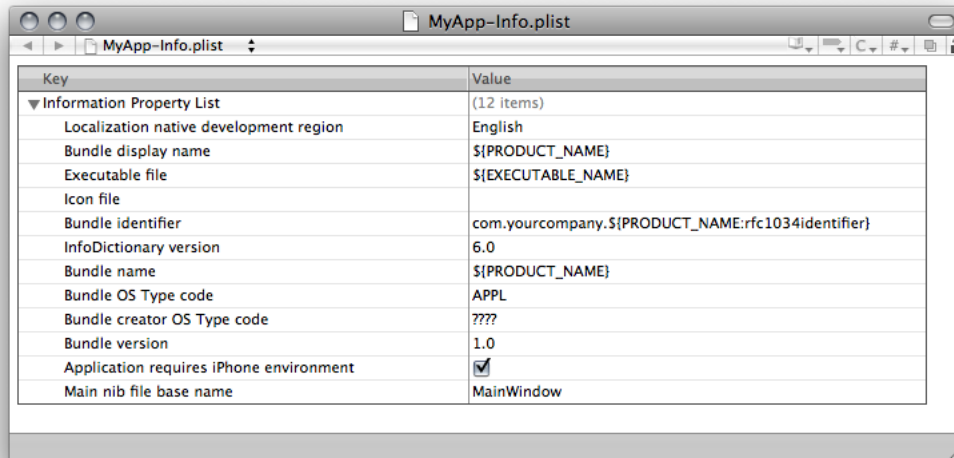 MyApp-Info.plist
MyApp-Info.plist C #
Key Value
Information Property List (12 items)
Localization native development region English
Bundle display name ${PRODUCT_NAME}
Executable file ${EXECUTABLE_NAME}
Icon file
Bundle identifier com.yourcompany.${PRODUCT_NAME:rfc1034identifier}
InfoDictionary version 6.0
Bundle name ${PRODUCT_NAME}
Bundle OS Type code APPL
Bundle creator OS Type code ????
Bundle version 1.0
Application requires iPhone environment
Main nib file base name MainWindow